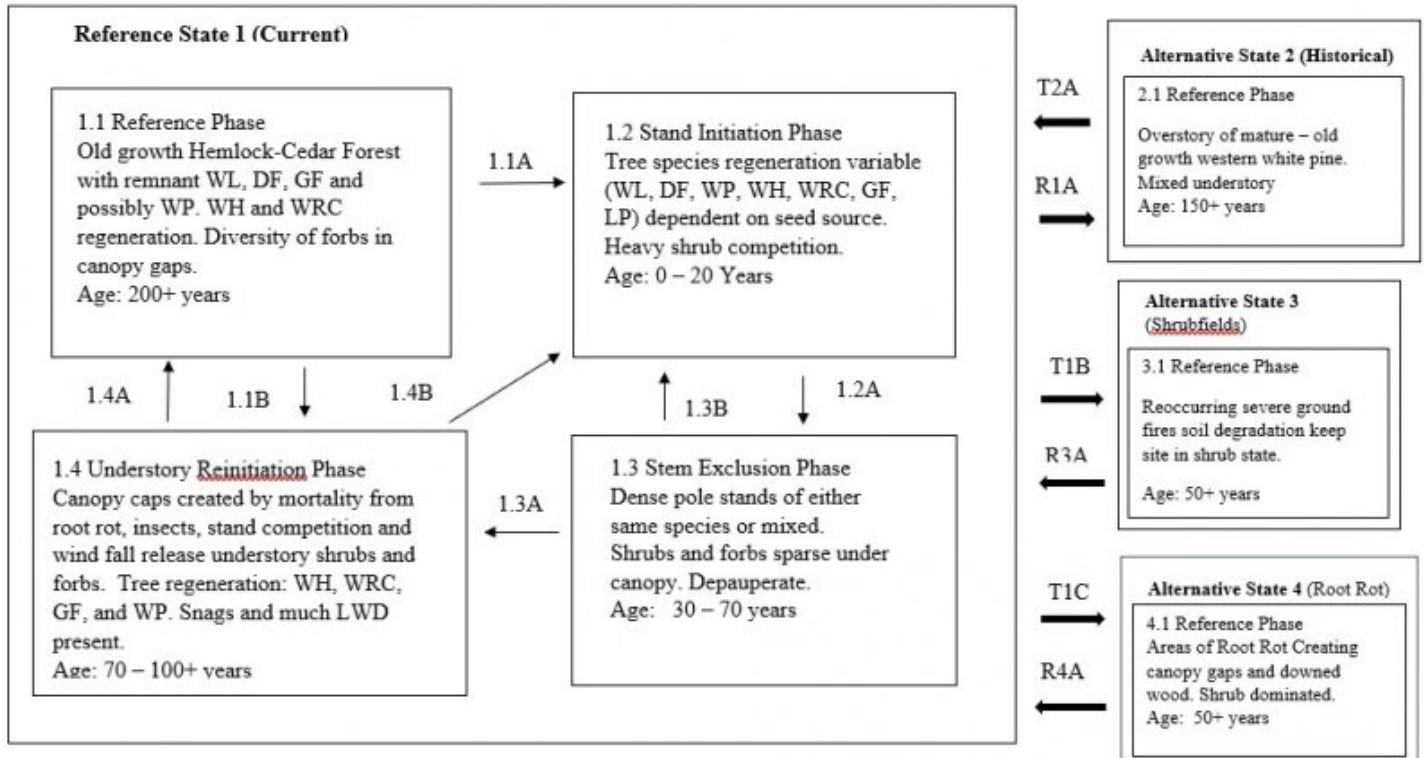 Reference State 1 (Current)
1.1 Reference Phase
Old growth Hemlock-Cedar Forest
with remnant WL, DF, GF and
possibly WP. WH and WRC
regeneration. Diversity of forbs in
canopy gaps.
Age: 200+ years
1.1A
1.2 Stand Initiation Phase
Tree species regeneration variable
(WL, DF, WP, WH, WRC, GF,
LP) dependent on seed source.
Heavy shrub competition.
Age: 0 – 20 Years
1.4A
1.1B
1.4B
1.3B
1.2A
1.4 Understory Reinitiation Phase
Canopy caps created by mortality from
root rot, insects, stand competition and
wind fall release understory shrubs and
forbs. Tree regeneration: WH, WRC,
GF, and WP. Snags and much LWD
present.
Age: 70 – 100+ years
1.3A
1.3 Stem Exclusion Phase
Dense pole stands of either
same species or mixed.
Shrubs and forbs sparse under
canopy. Depauperate.
Age: 30 – 70 years
T2A
R1A
Alternative State 2 (Historical)
2.1 Reference Phase
Overstory of mature – old
growth western white pine.
Mixed understory
Age: 150+ years
T1B
R3A
Alternative State 3
(Shrubfields)
3.1 Reference Phase
Reoccurring severe ground
fires soil degradation keep
site in shrub state.
Age: 50+ years
T1C
R4A
Alternative State 4 (Root Rot)
4.1 Reference Phase
Areas of Root Rot Creating
canopy gaps and downed
wood. Shrub dominated.
Age: 50+ years